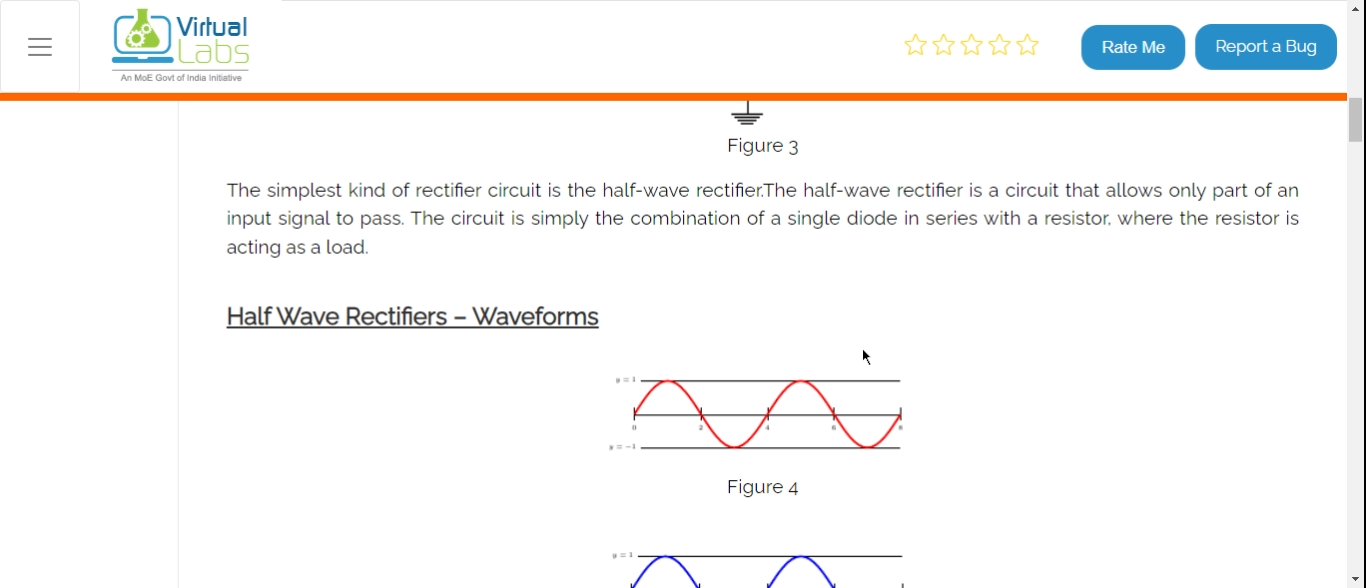 Virtual
Labs
An MoE Govt of India Initiative
Rate Me
Report a Bug
Figure 3
The simplest kind of rectifier circuit is the half-wave rectifier.The half-wave rectifier is a circuit that allows only part of an
input signal to pass. The circuit is simply the combination of a single diode in series with a resistor, where the resistor is
acting as a load.
Half Wave Rectifiers – Waveforms
y = 1
0 2 4 6 8
y = -1
Figure 4
y = 1